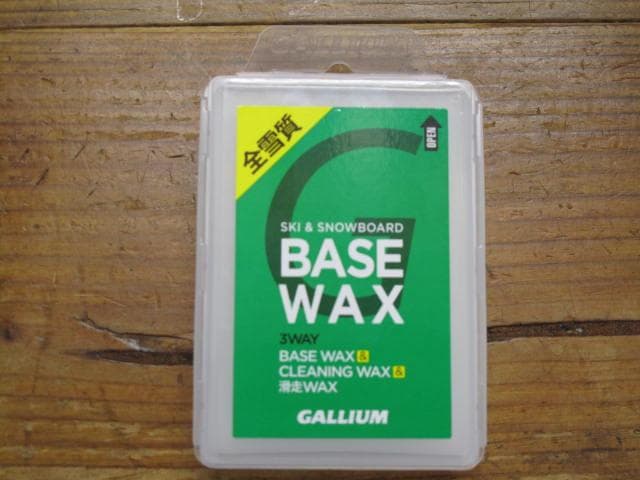 GALLIUM
全雪質
OPEN
SKI & SNOWBOARD
BASE
WAX
3WAY
BASE WAX &
CLEANING WAX &
滑走WAX
GALLIUM